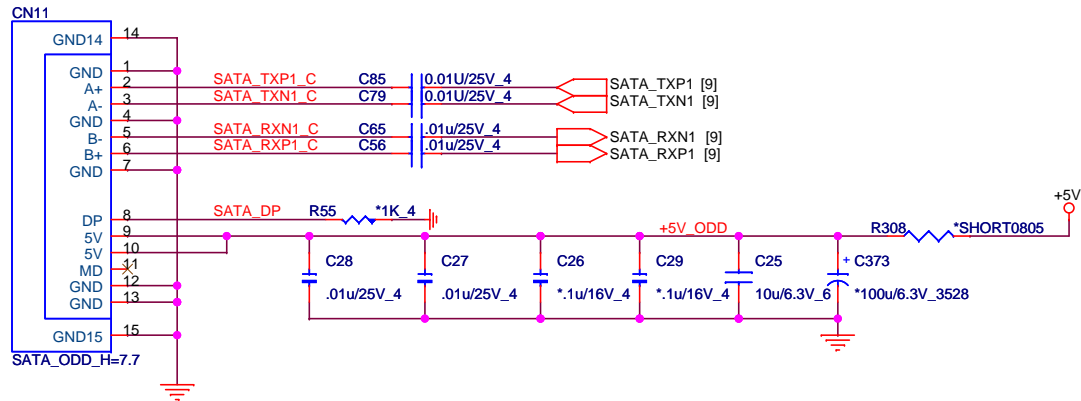 CN11
GND14 14
GND 1
A+ 2 SATA_TXP1_C C85 0.01U/25V_4 SATA_TXP1 [9]
A- 3 SATA_TXN1_C C79 0.01U/25V_4 SATA_TXN1 [9]
GND 4
B- 5 SATA_RXN1_C C65 .01u/25V_4 SATA_RXN1 [9]
B+ 6 SATA_RXP1_C C56 .01u/25V_4 SATA_RXP1 [9]
GND 7
+5V
DP 8 SATA_DP R55 *1K_4
5V 9 +5V_ODD R308 *SHORT0805
5V 10
MD 11
C28 C27 C26 C29 C25 + C373
GND 12
.01u/25V_4 .01u/25V_4 *.1u/16V_4 *.1u/16V_4 10u/6.3V_6 *100u/6.3V_3528
GND 13
GND15 15
SATA_ODD_H=7.7